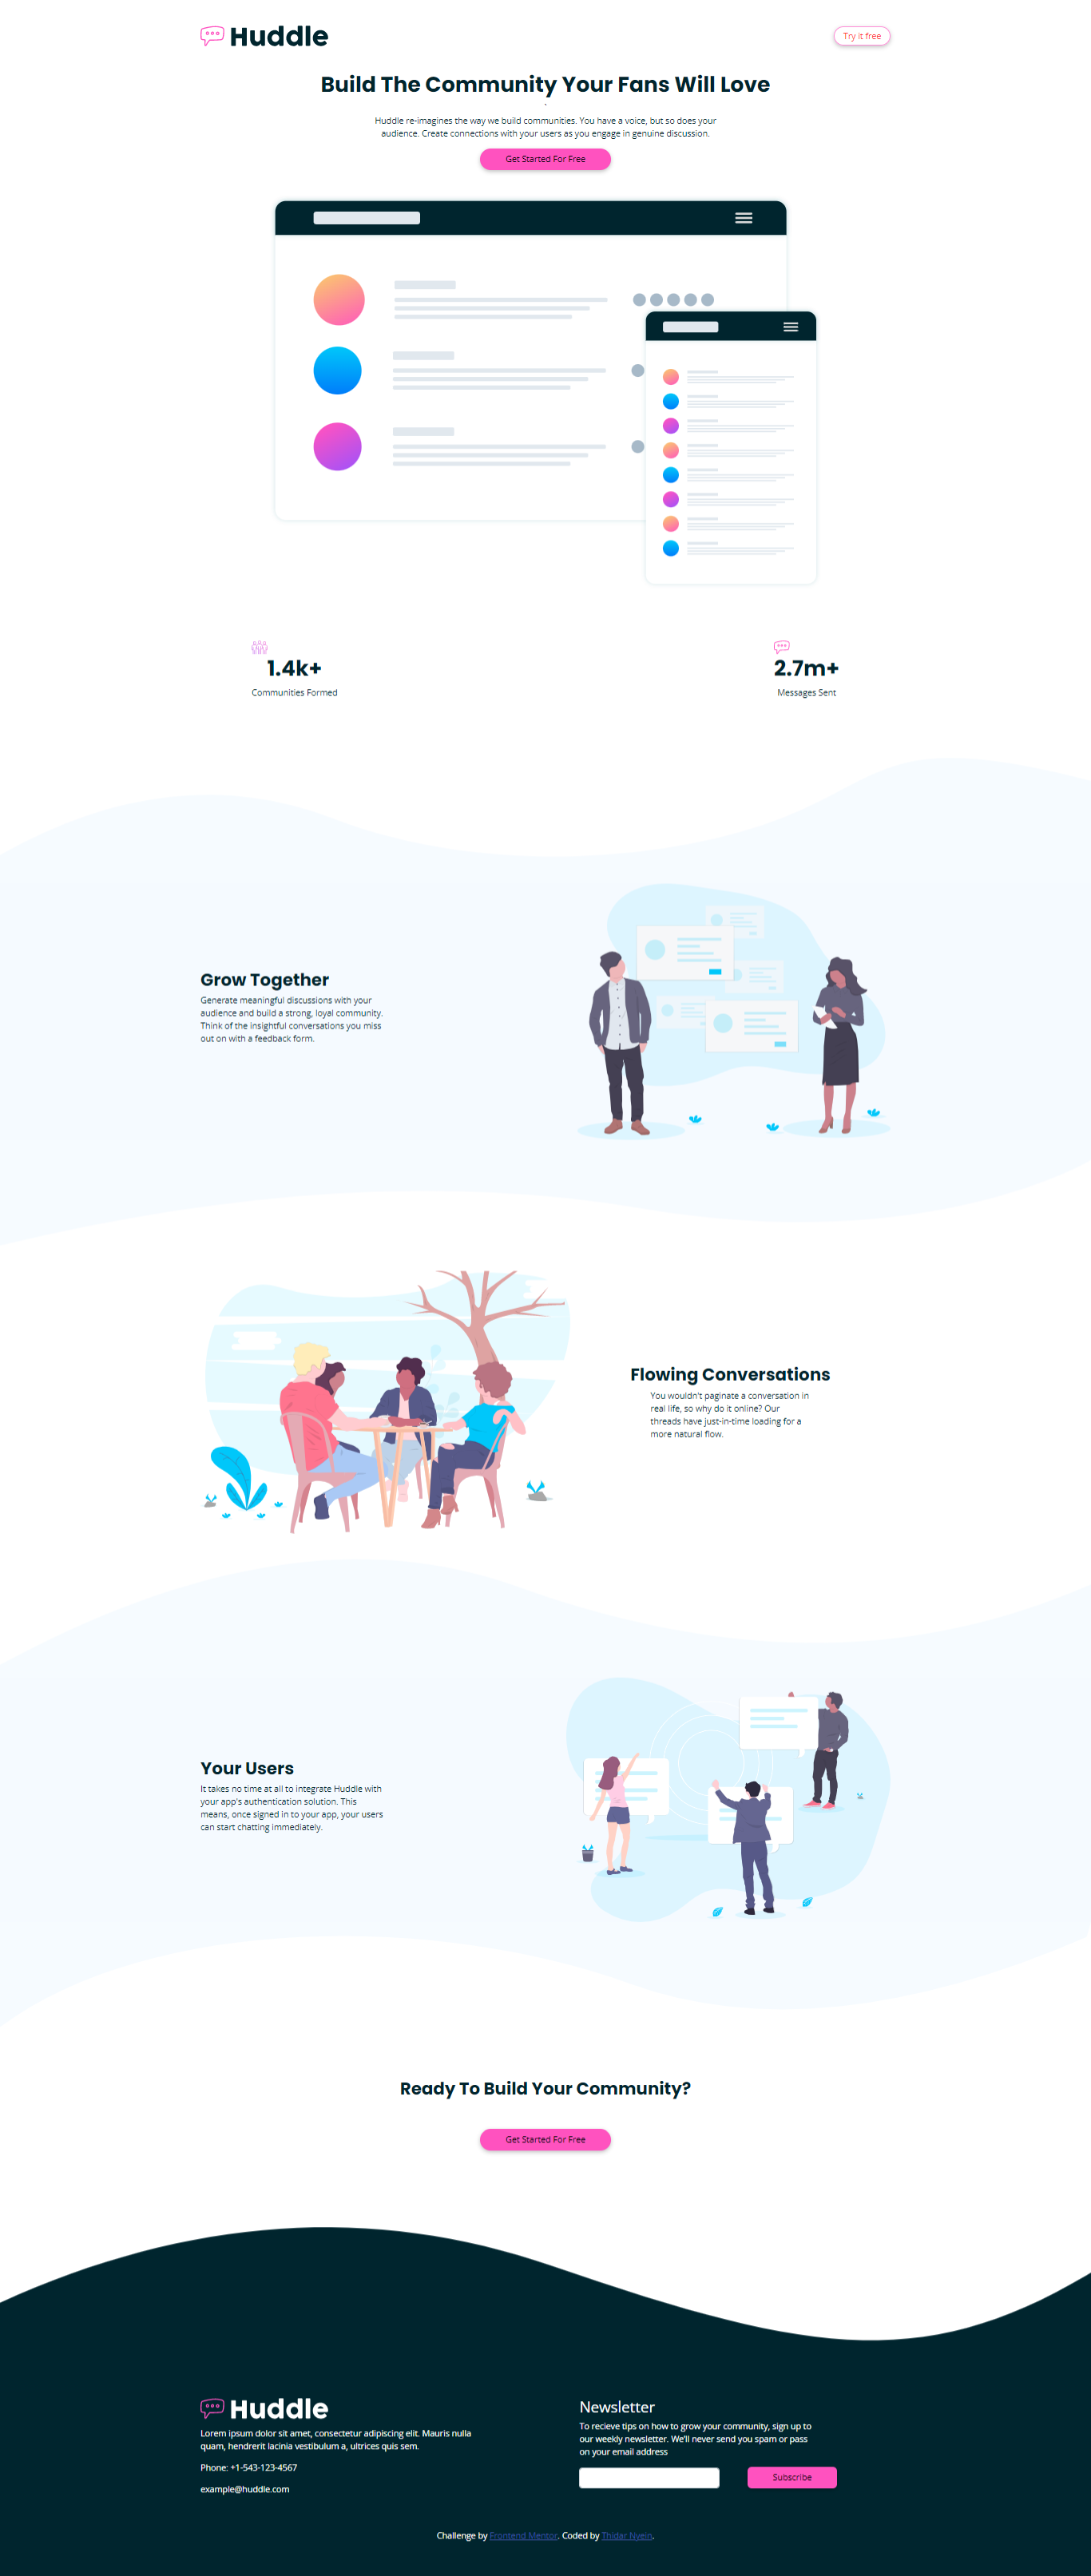 Huddle
Try it free
Build The Community Your Fans Will Love
Huddle re-imagines the way we build communities. You have a voice, but so does your
audience. Create connections with your users as you engage in genuine discussion.
Get Started For Free
1.4k+
Communities Formed
2.7m+
Messages Sent
Grow Together
Generate meaningful discussions with your
audience and build a strong, loyal community.
Think of the insightful conversations you miss
out on with a feedback form.
Flowing Conversations
You wouldn't paginate a conversation in
real life, so why do it online? Our
threads have just-in-time loading for a
more natural flow.
Your Users
It takes no time at all to integrate Huddle with
your app's authentication solution. This
means, once signed in to your app, your users
can start chatting immediately.
Ready To Build Your Community?
Get Started For Free
Huddle
Lorem ipsum dolor sit amet, consectetur adipiscing elit. Mauris nulla
quam, hendrerit lacinia vestibulum a, ultrices quis sem.
Phone: +1-543-123-4567
example@huddle.com
Newsletter
To recieve tips on how to grow your community, sign up to
our weekly newsletter. We'll never send you spam or pass
on your email address
Subscribe
Challenge by Frontend Mentor. Coded by Thidar Nyein.